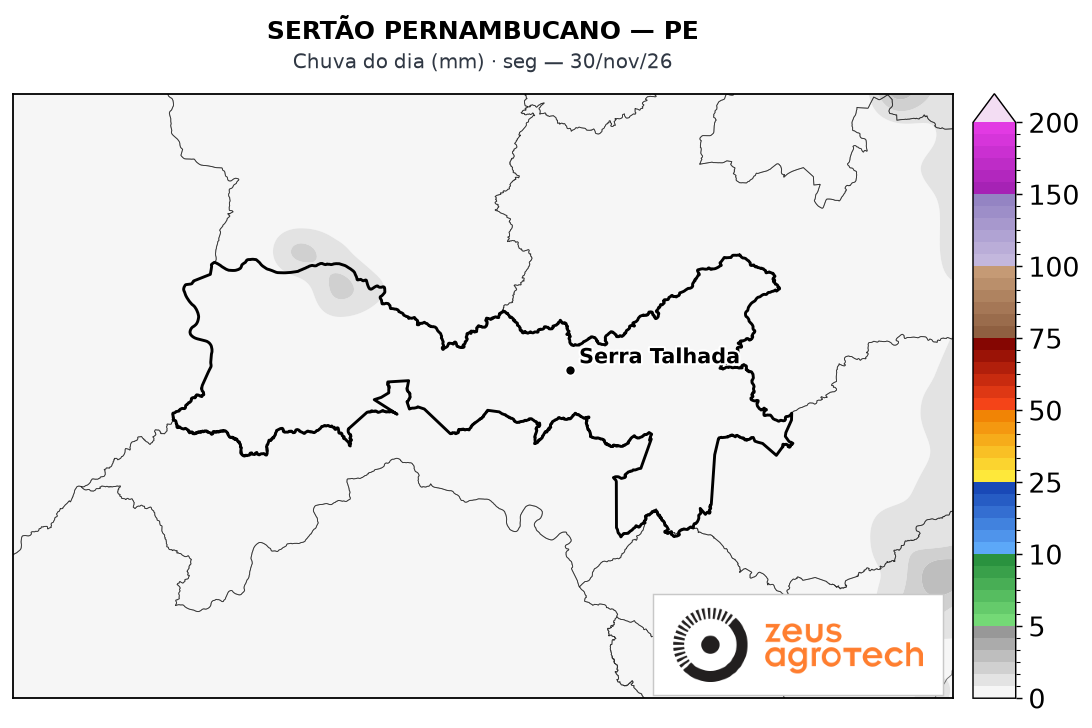 SERTÃO PERNAMBUCANO — PE
Chuva do dia (mm) · seg — 30/nov/26
200
150
100
75
50
25
10
5
0
Serra Talhada
zeus
agrotech